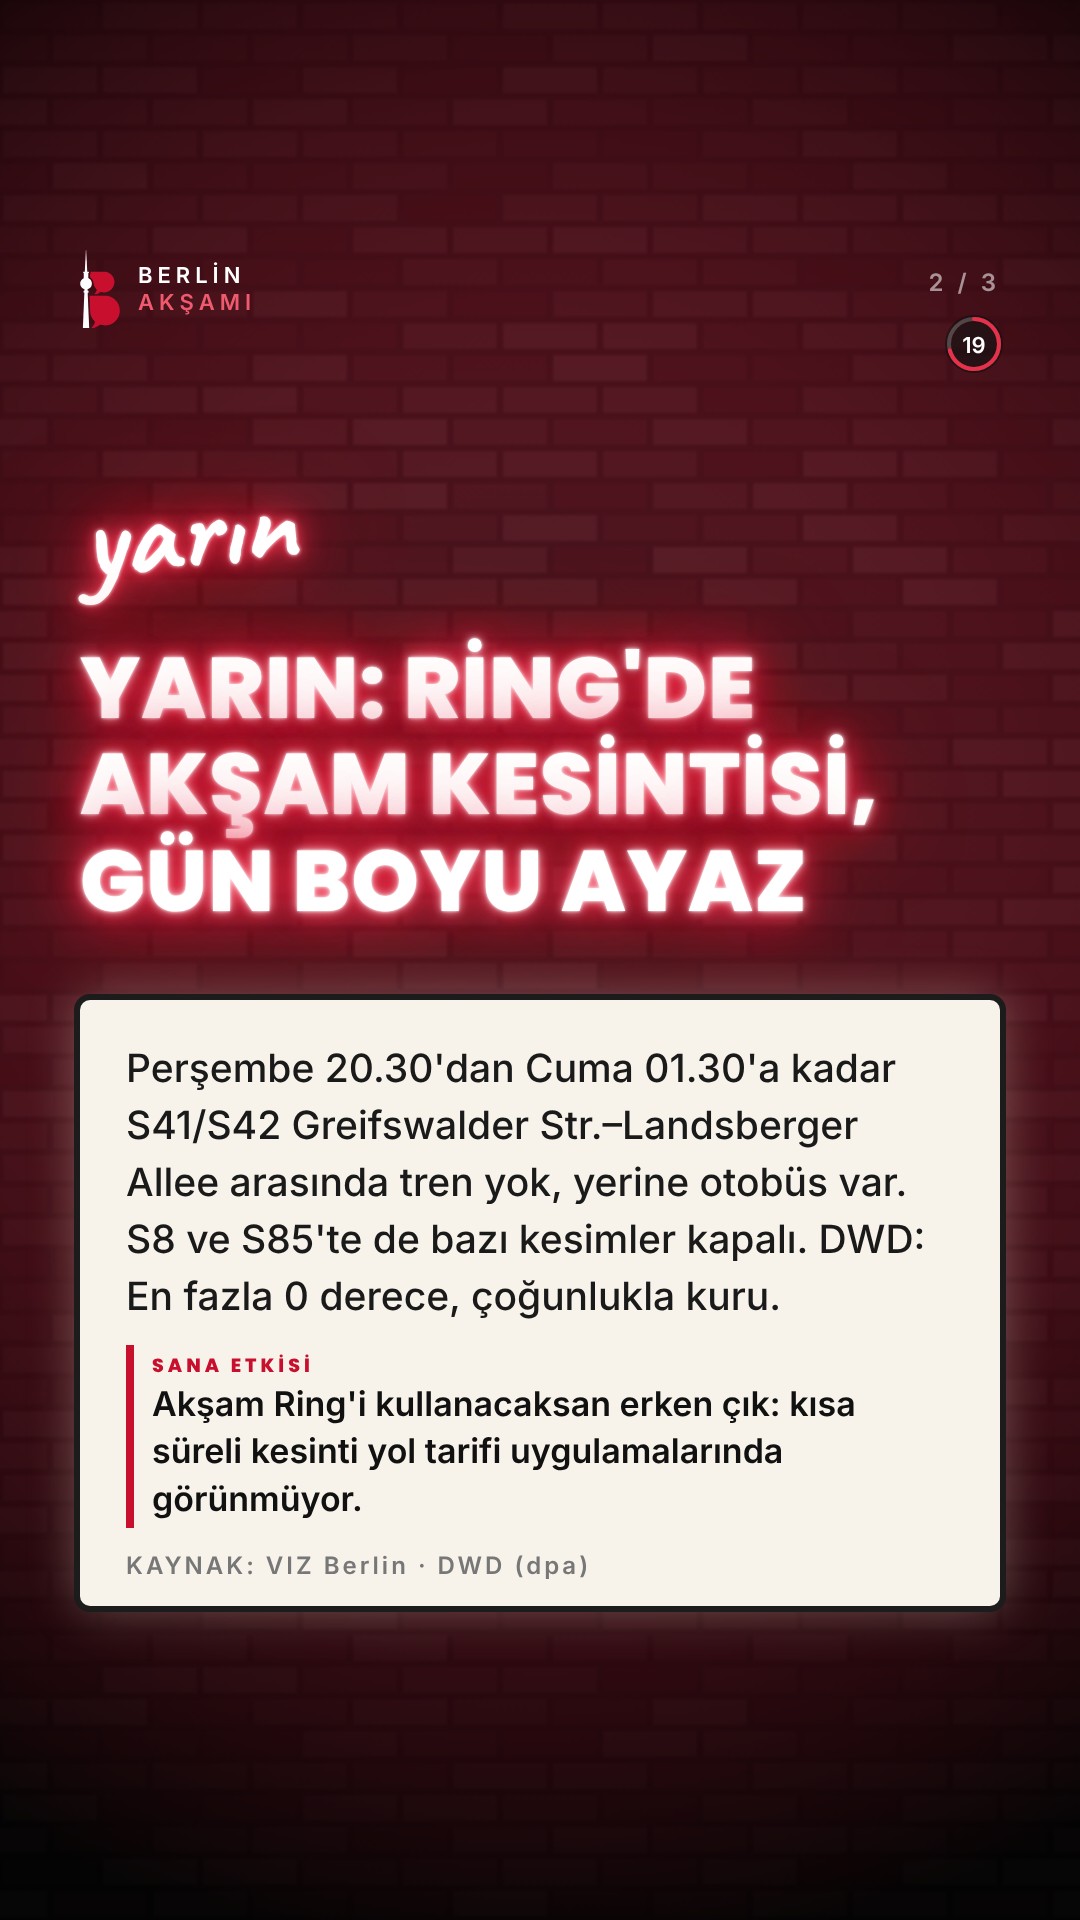 BERLİN
AKŞAMI
2 / 3
19
yarın
YARIN: RİNG'DE
AKŞAM KESİNTİSİ,
GÜN BOYU AYAZ
Perşembe 20.30'dan Cuma 01.30'a kadar
S41/S42 Greifswalder Str.–Landsberger
Allee arasında tren yok, yerine otobüs var.
S8 ve S85'te de bazı kesimler kapalı. DWD:
En fazla 0 derece, çoğunlukla kuru.
SANA ETKİSİ
Akşam Ring'i kullanacaksan erken çık: kısa
süreli kesinti yol tarifi uygulamalarında
görünmüyor.
KAYNAK: VIZ Berlin · DWD (dpa)